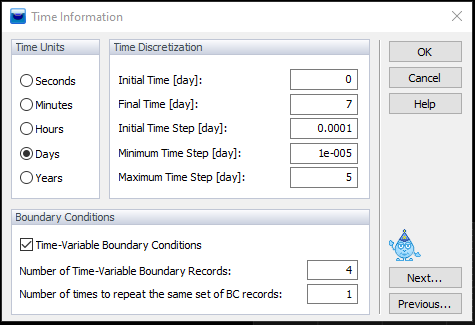 Time Information
Time Units
Seconds
Minutes
Hours
Days
Years
Time Discretization
Initial Time [day]: 0
Final Time [day]: 7
Initial Time Step [day]: 0.0001
Minimum Time Step [day]: 1e-005
Maximum Time Step [day]: 5
Boundary Conditions
Time-Variable Boundary Conditions
Number of Time-Variable Boundary Records: 4
Number of times to repeat the same set of BC records: 1
OK
Cancel
Help
Next...
Previous...